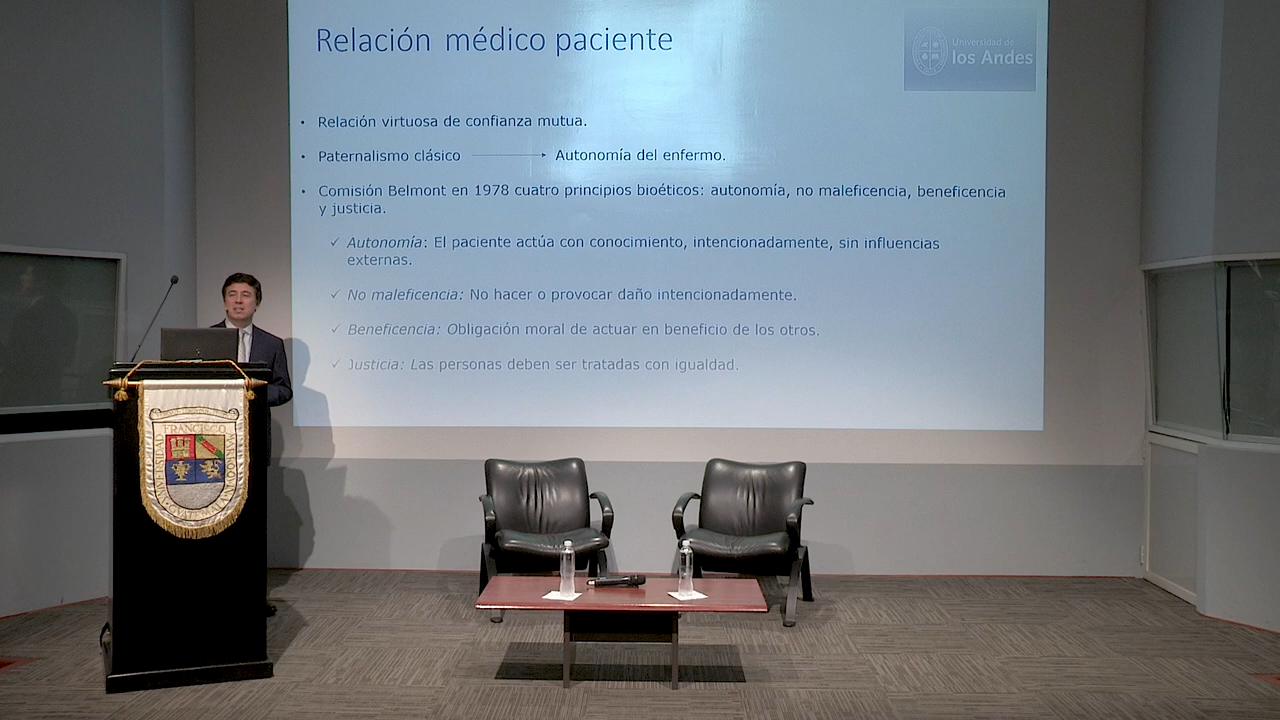 Relación médico paciente
Universidad de
los Andes
• Relación virtuosa de confianza mutua.
• Paternalismo clásico → Autonomía del enfermo.
• Comisión Belmont en 1978 cuatro principios bioéticos: autonomía, no maleficencia, beneficencia
y justicia.
✓ Autonomía: El paciente actúa con conocimiento, intencionadamente, sin influencias
externas.
✓ No maleficencia: No hacer o provocar daño intencionadamente.
✓ Beneficencia: Obligación moral de actuar en beneficio de los otros.
✓ Justicia: Las personas deben ser tratadas con igualdad.
FRANCISCO